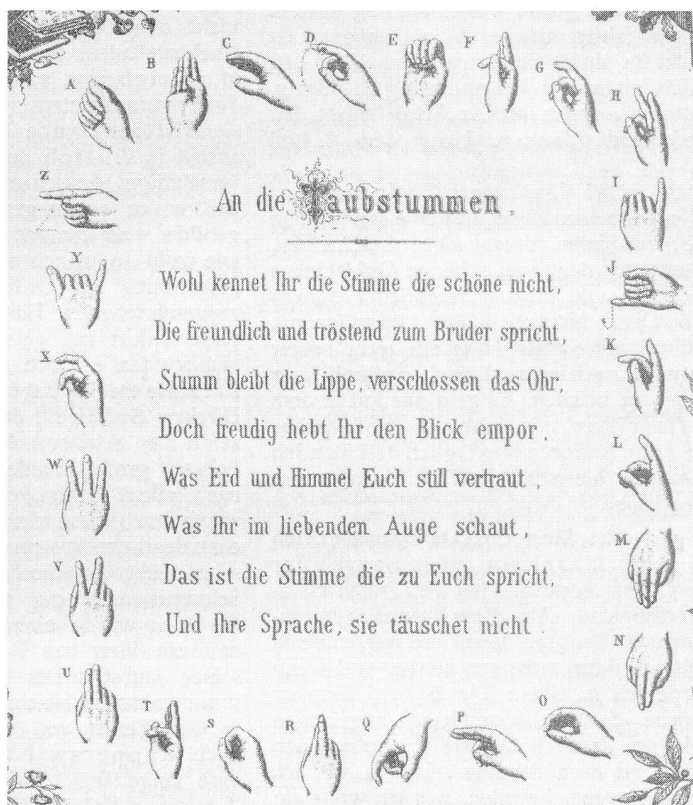 A
B
C
D
E
F
G
H
I
J
K
L
M
N
O
P
Q
R
S
T
U
V
W
X
Y
Z
An die Taubstummen.
Wohl kennet Ihr die Stimme die schöne nicht,
Die freundlich und tröstend zum Bruder spricht,
Stumm bleibt die Lippe, verschlossen das Ohr,
Doch freudig hebt Ihr den Blick empor.
Was Erd und Himmel Euch still vertraut
Was Ihr im liebenden Auge schaut,
Das ist die Stimme die zu Euch spricht,
Und Ihre Sprache, sie täuschet nicht.